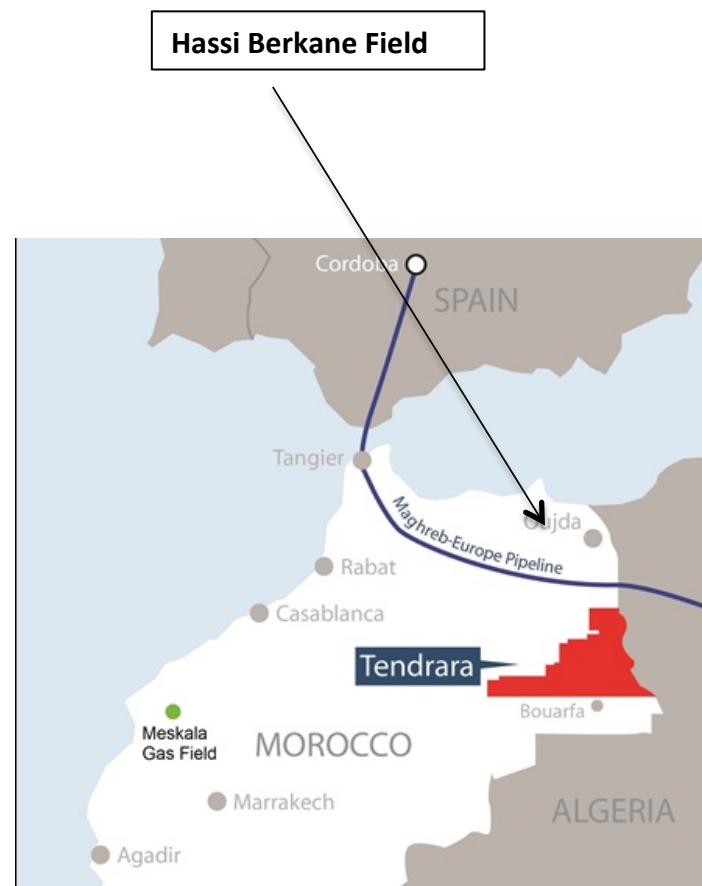 Hassi Berkane Field
Cordoba
SPAIN
Tangier
Oujda
Maghreb-Europe Pipeline
Rabat
Casablanca
Tendrara
Bouarfa
Meskala
Gas Field
MOROCCO
Marrakech
ALGERIA
Agadir